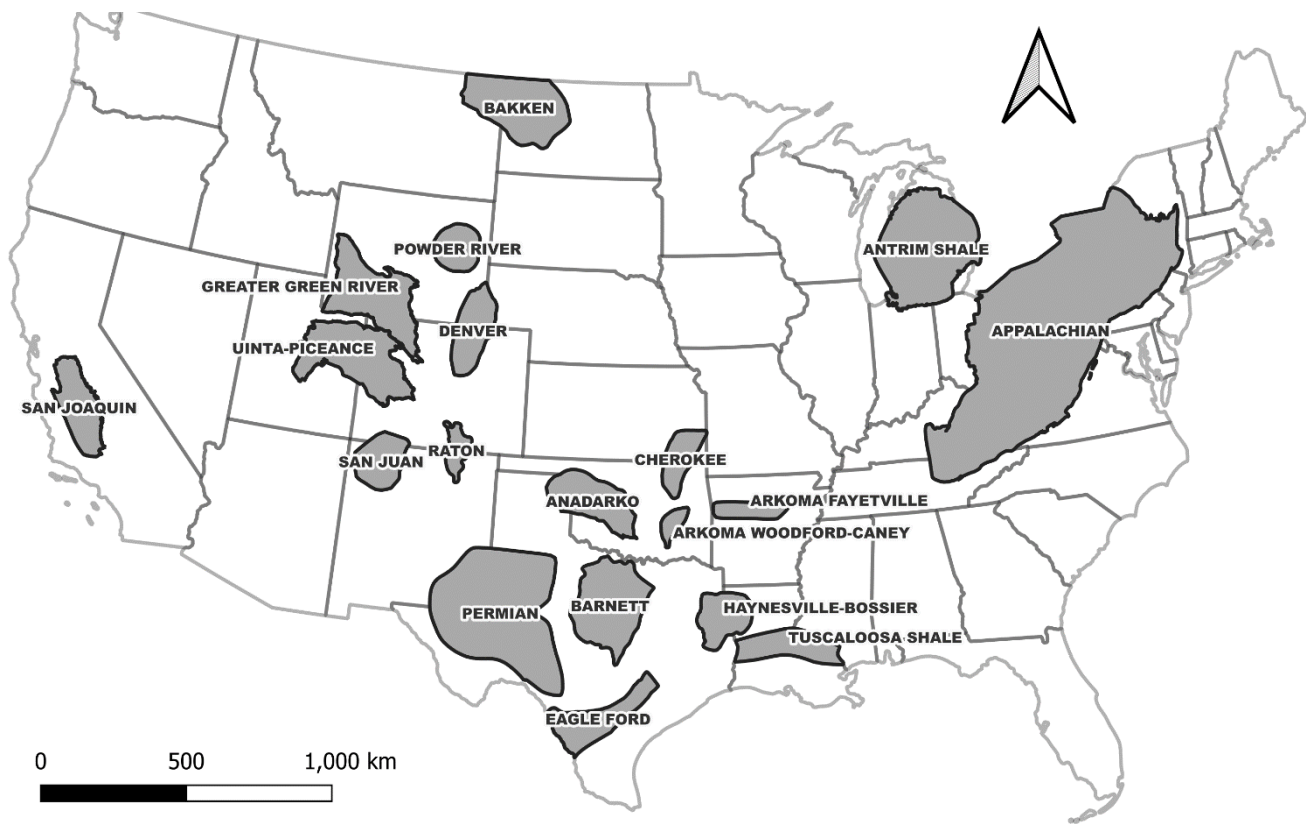 BAKKEN
POWDER RIVER
ANTRIM SHALE
GREATER GREEN RIVER
DENVER
APPALACHIAN
UINTA-PICEANCE
SAN JOAQUIN
RATON
SAN JUAN
CHEROKEE
ANADARKO
ARKOMA FAYETVILLE
ARKOMA WOODFORD-CANEY
PERMIAN
BARNETT
HAYNESVILLE-BOSSIER
TUSCALOOSA SHALE
EAGLE FORD
0 500 1,000 km